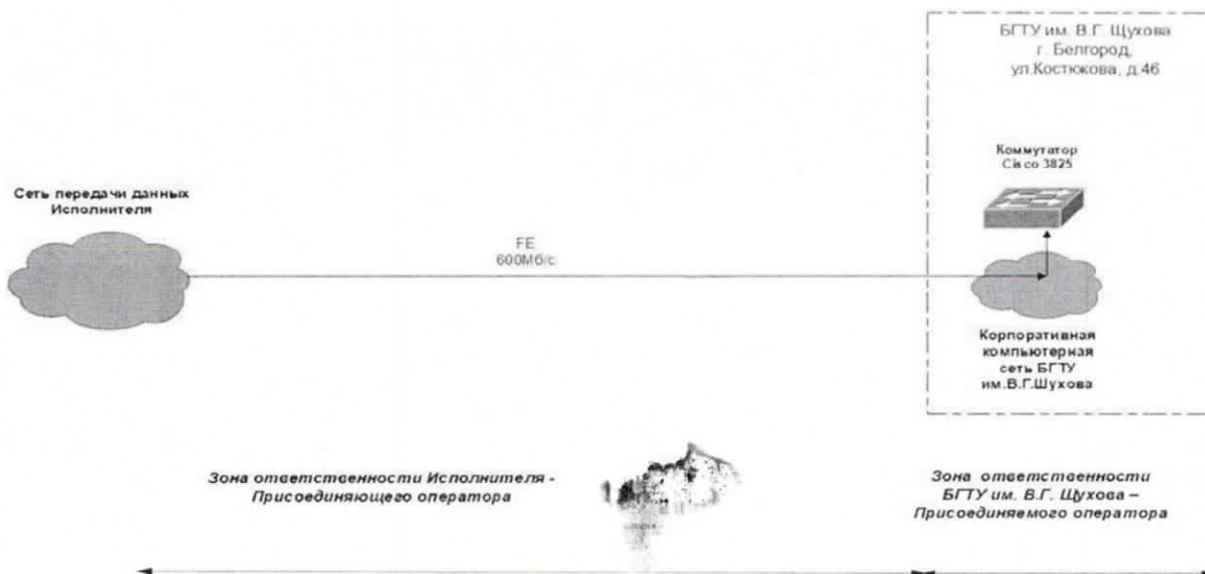 БГТУ им. В.Г. Щухова
г. Белгород,
ул.Костюкова, д.46
Коммутатор
Cisco 3825
Сеть передачи данных
Исполнителя
FE
600Мб/с
Корпоративная
компьютерная
сеть БГТУ
им.В.Г.Шухова
Зона ответственности Исполнителя -
Присоединяющего оператора
Зона ответственности
БГТУ им. В.Г. Щухова –
Присоединяемого оператора